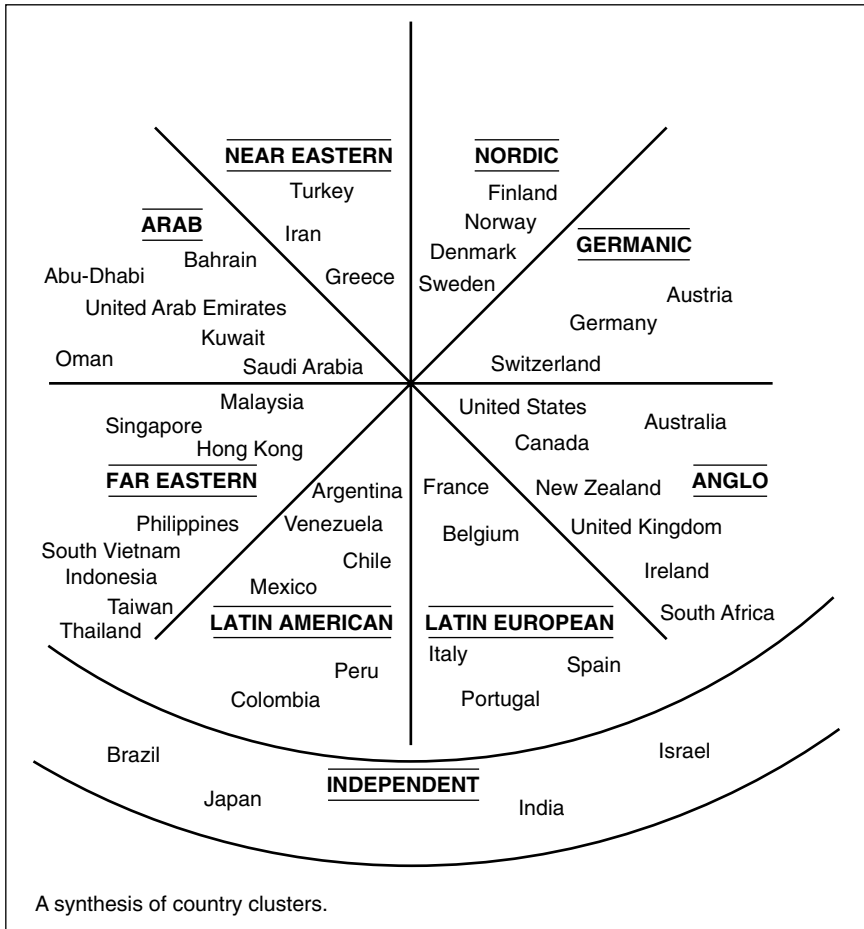 NEAR EASTERN
Turkey
Iran
Greece
NORDIC
Finland
Norway
Denmark
Sweden
ARAB
Bahrain
Abu-Dhabi
United Arab Emirates
Kuwait
Oman
Saudi Arabia
GERMANIC
Austria
Germany
Switzerland
Malaysia
Singapore
Hong Kong
FAR EASTERN
Philippines
South Vietnam
Indonesia
Taiwan
Thailand
Argentina
Venezuela
Chile
Mexico
LATIN AMERICAN
Peru
Colombia
France
Belgium
LATIN EUROPEAN
Italy
Spain
Portugal
United States
Australia
Canada
New Zealand
ANGLO
United Kingdom
Ireland
South Africa
Brazil
Japan
INDEPENDENT
India
Israel
A synthesis of country clusters.